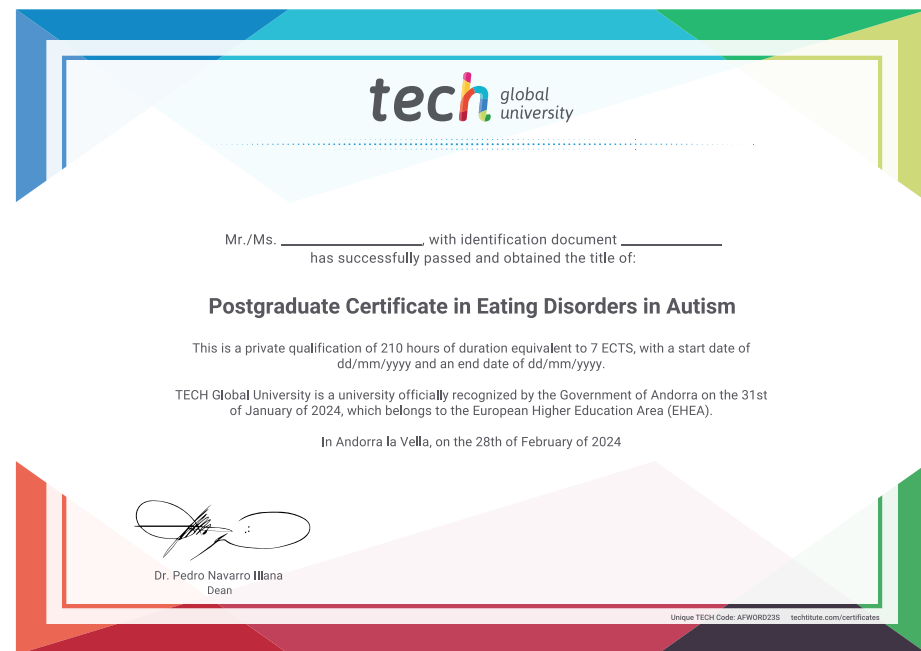 tech global
university
Mr./Ms. ____________________, with identification document ______________
has successfully passed and obtained the title of:
Postgraduate Certificate in Eating Disorders in Autism
This is a private qualification of 210 hours of duration equivalent to 7 ECTS, with a start date of
dd/mm/yyyy and an end date of dd/mm/yyyy.
TECH Global University is a university officially recognized by the Government of Andorra on the 31st
of January of 2024, which belongs to the European Higher Education Area (EHEA).
In Andorra la Vella, on the 28th of February of 2024
Dr. Pedro Navarro Illana
Dean
Unique TECH Code: AFWORD23S techtitute.com/certificates